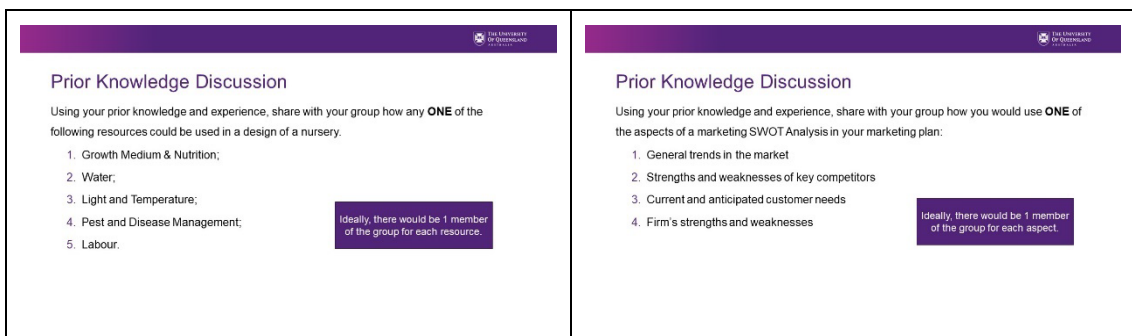 THE UNIVERSITY
OF QUEENSLAND
AUSTRALIA
Prior Knowledge Discussion
Using your prior knowledge and experience, share with your group how any ONE of the
following resources could be used in a design of a nursery.
1. Growth Medium & Nutrition;
2. Water;
3. Light and Temperature;
4. Pest and Disease Management;
5. Labour.
Ideally, there would be 1 member
of the group for each resource.
THE UNIVERSITY
OF QUEENSLAND
AUSTRALIA
Prior Knowledge Discussion
Using your prior knowledge and experience, share with your group how you would use ONE of
the aspects of a marketing SWOT Analysis in your marketing plan:
1. General trends in the market
2. Strengths and weaknesses of key competitors
3. Current and anticipated customer needs
4. Firm's strengths and weaknesses
Ideally, there would be 1 member
of the group for each aspect.